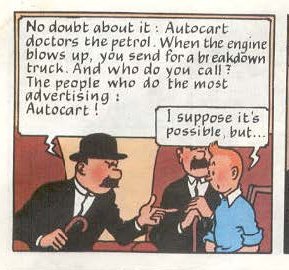 No doubt about it : Autocart
doctors the petrol. When the engine
blows up, you send for a breakdown
truck. And who do you call?
The people who do the most
advertising :
Autocart !
I suppose it's
possible, but...